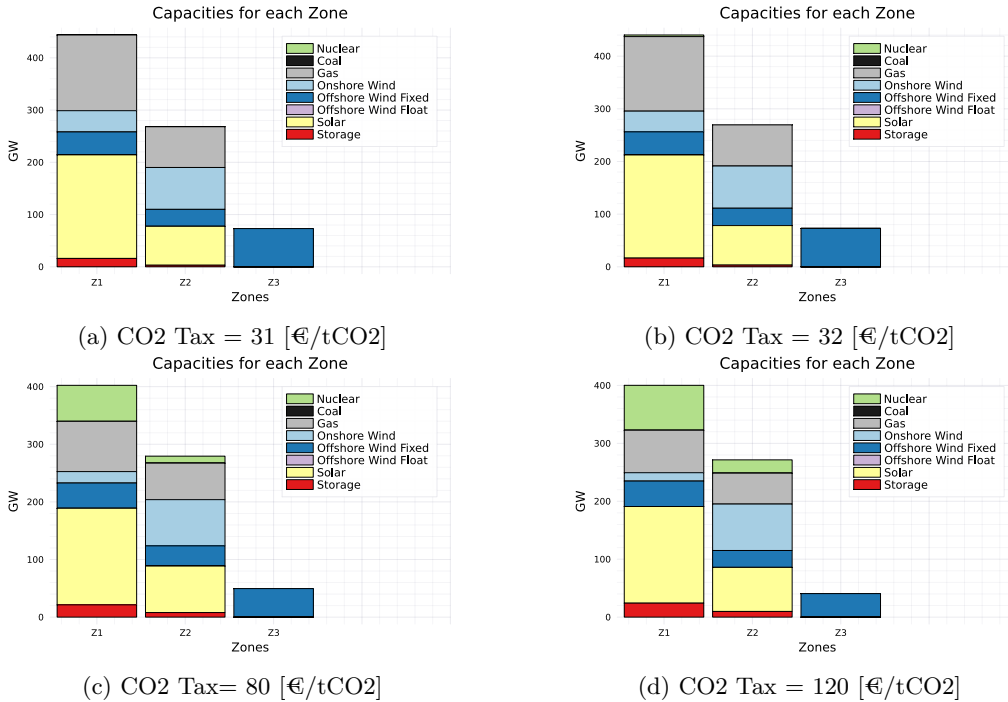 Capacities for each Zone
GW
400
300
200
100
0
Nuclear
Coal
Gas
Onshore Wind
Offshore Wind Fixed
Offshore Wind Float
Solar
Storage
Z1 Z2 Z3
Zones
(a) CO2 Tax = 31 [€/tCO2]
Capacities for each Zone
GW
400
300
200
100
0
Nuclear
Coal
Gas
Onshore Wind
Offshore Wind Fixed
Offshore Wind Float
Solar
Storage
Z1 Z2 Z3
Zones
(b) CO2 Tax = 32 [€/tCO2]
Capacities for each Zone
GW
400
300
200
100
0
Nuclear
Coal
Gas
Onshore Wind
Offshore Wind Fixed
Offshore Wind Float
Solar
Storage
Z1 Z2 Z3
Zones
(c) CO2 Tax= 80 [€/tCO2]
Capacities for each Zone
GW
400
300
200
100
0
Nuclear
Coal
Gas
Onshore Wind
Offshore Wind Fixed
Offshore Wind Float
Solar
Storage
Z1 Z2 Z3
Zones
(d) CO2 Tax = 120 [€/tCO2]